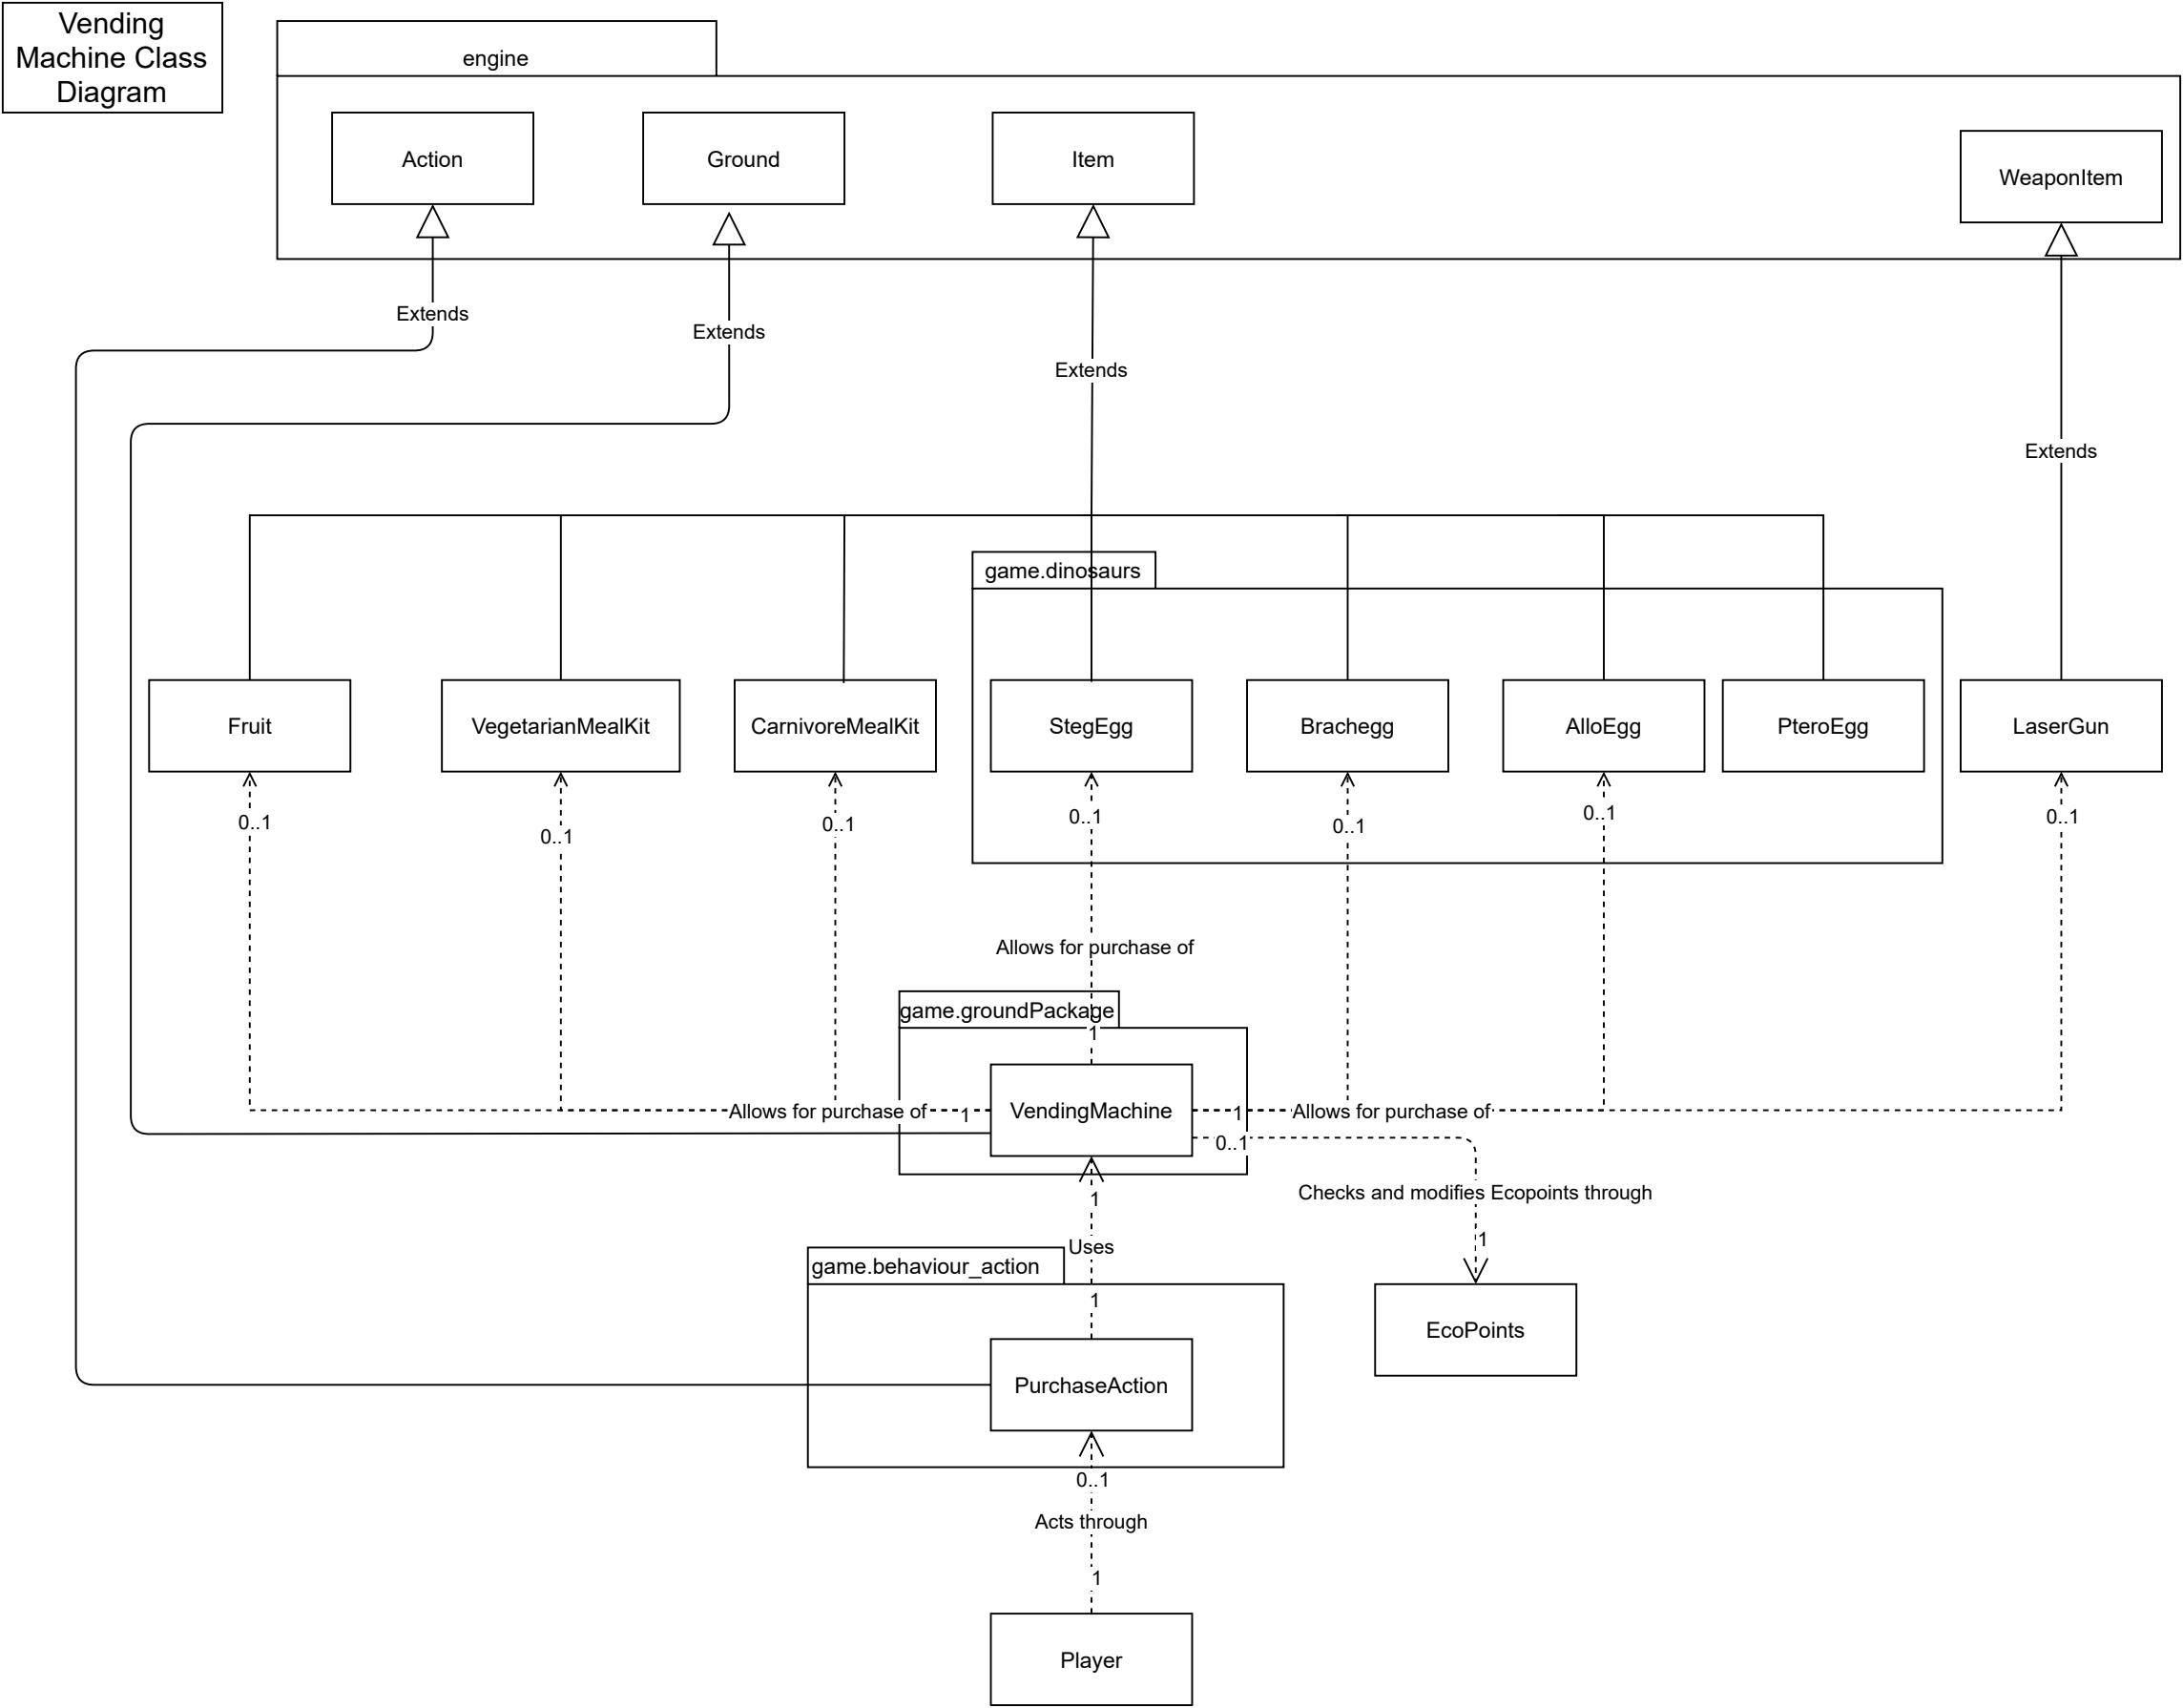 Vending
Machine Class
Diagram
engine
Action
Ground
Item
WeaponItem
Extends
Extends
Extends
Extends
game.dinosaurs
Fruit
VegetarianMealKit
CarnivoreMealKit
StegEgg
Brachegg
AlloEgg
PteroEgg
LaserGun
0..1
0..1
0..1
0..1
0..1
0..1
0..1
Allows for purchase of
game.groundPackage
1
Allows for purchase of
1
VendingMachine
1
Allows for purchase of
0..1
1
Checks and modifies Ecopoints through
1
Uses
game.behaviour_action
1
EcoPoints
PurchaseAction
0..1
Acts through
1
Player